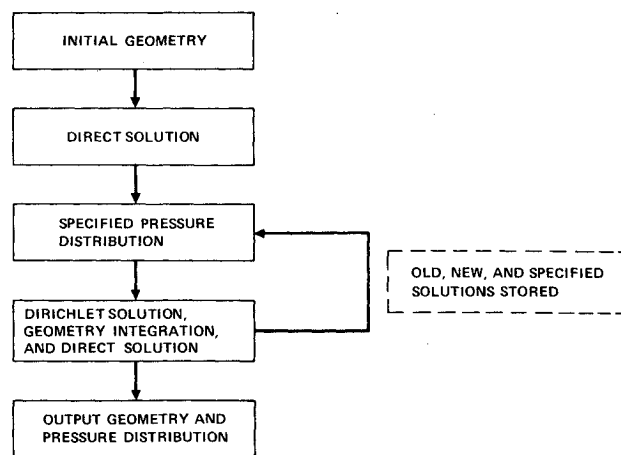 INITIAL GEOMETRY
DIRECT SOLUTION
SPECIFIED PRESSURE
DISTRIBUTION
OLD, NEW, AND SPECIFIED
SOLUTIONS STORED
DIRICHLET SOLUTION,
GEOMETRY INTEGRATION,
AND DIRECT SOLUTION
OUTPUT GEOMETRY AND
PRESSURE DISTRIBUTION